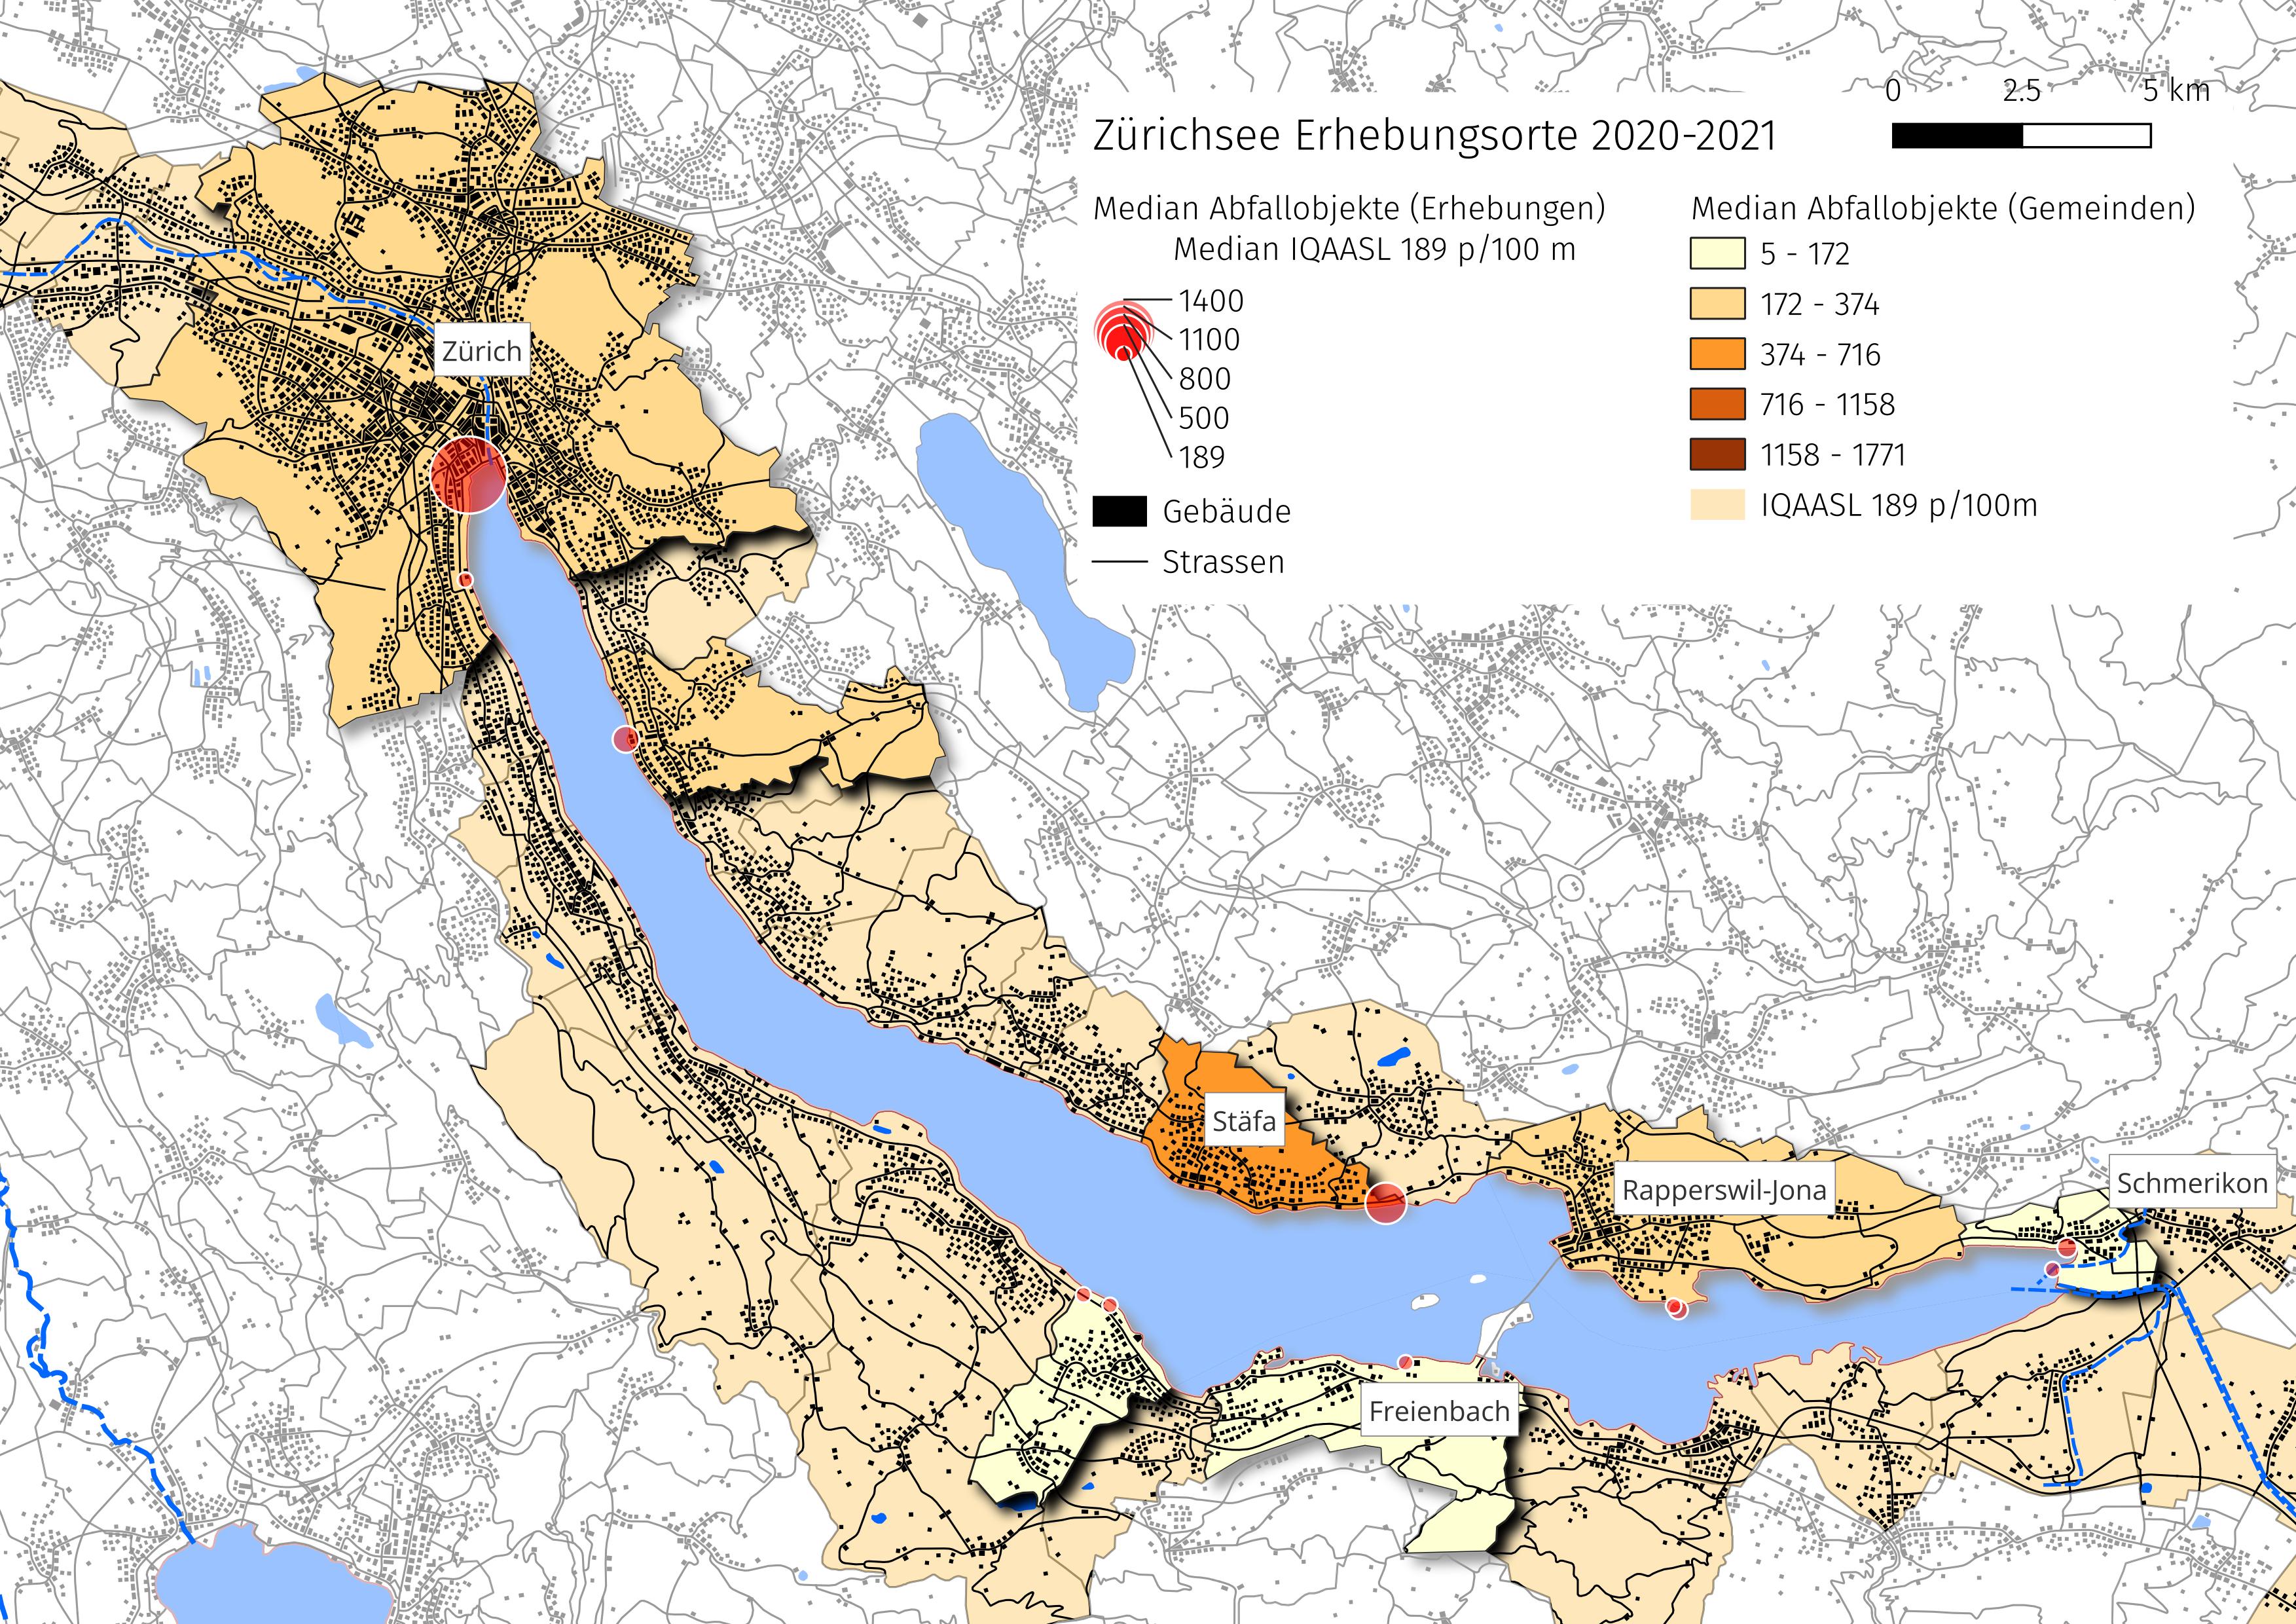 0 2.5 5 km
Zürichsee Erhebungsorte 2020-2021
Median Abfallobjekte (Erhebungen)
Median IQAASL 189 p/100 m
1400
1100
800
500
189
Gebäude
Strassen
Median Abfallobjekte (Gemeinden)
5 - 172
172 - 374
374 - 716
716 - 1158
1158 - 1771
IQAASL 189 p/100m
Zürich
Stäfa
Rapperswil-Jona
Schmerikon
Freienbach